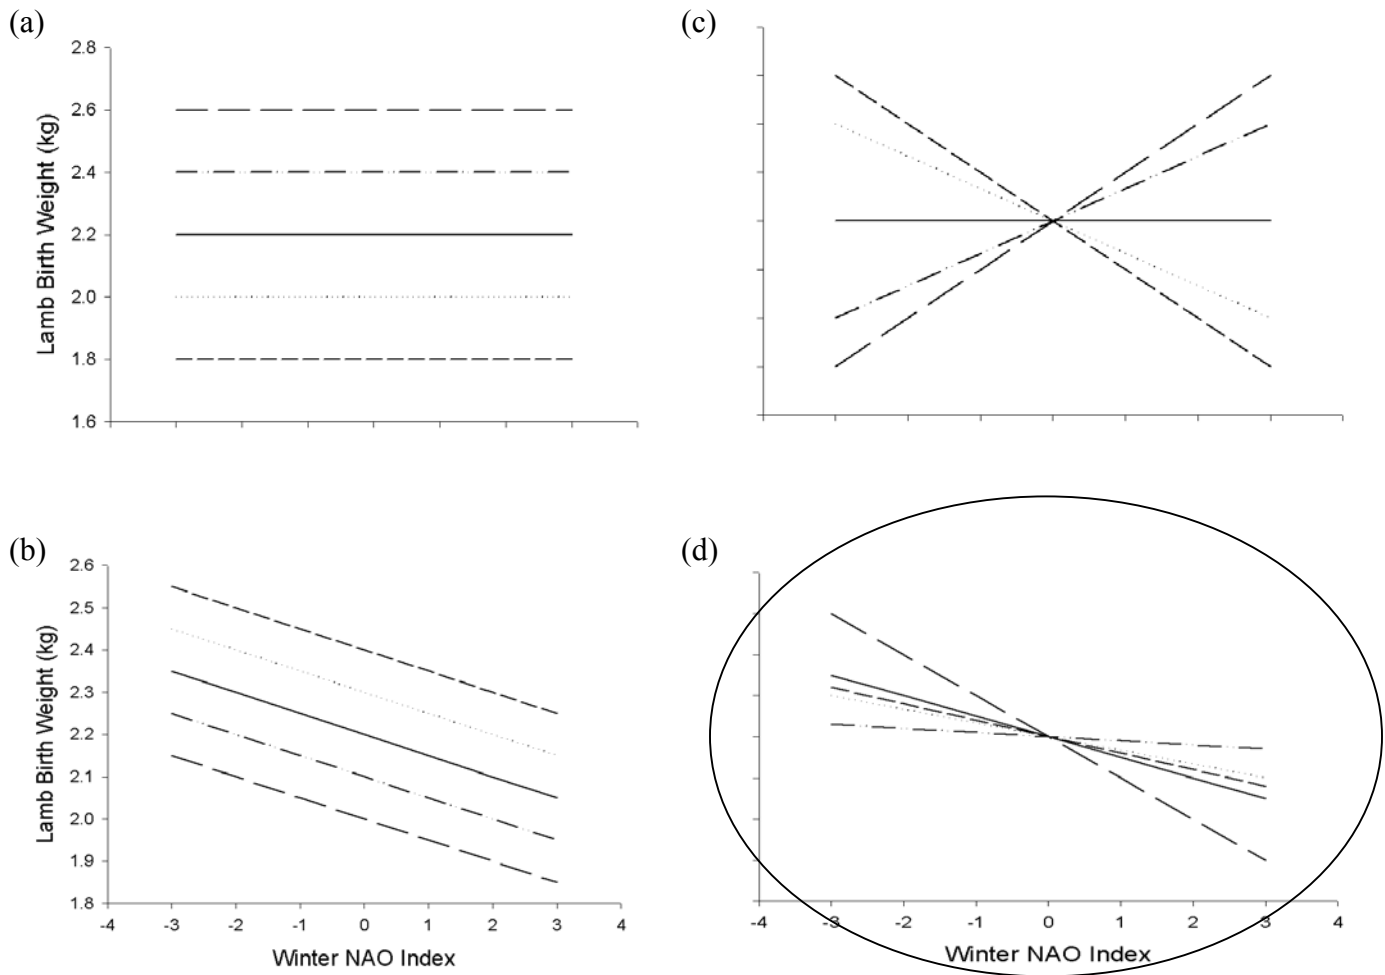 (a)
2.8
2.6
2.4
2.2
2.0
1.8
1.6
Lamb Birth Weight (kg)
(c)
(b)
2.6
2.5
2.4
2.3
2.2
2.1
2.0
1.9
1.8
Lamb Birth Weight (kg)
-4 -3 -2 -1 0 1 2 3 4
Winter NAO Index
(d)
-4 -3 -2 -1 0 1 2 3 4
Winter NAO Index